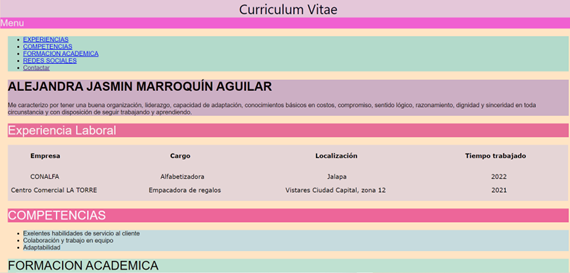 Curriculum Vitae
Menu
EXPERIENCIAS
COMPETENCIAS
FORMACION ACADEMICA
REDES SOCIALES
Contactar
ALEJANDRA JASMIN MARROQUÍN AGUILAR
Me caracterizo por tener una buena organización, liderazgo, capacidad de adaptación, conocimientos básicos en costos, compromiso, sentido lógico, razonamiento, dignidad y sinceridad en toda
circunstancia y con disposición de seguir trabajando y aprendiendo.
Experiencia Laboral
Empresa Cargo Localización Tiempo trabajado
CONALFA Alfabetizadora Jalapa 2022
Centro Comercial LA TORRE Empacadora de regalos Vistares Ciudad Capital, zona 12 2021
COMPETENCIAS
Exelentes habilidades de servicio al cliente
Colaboración y trabajo en equipo
Adaptabilidad
FORMACION ACADEMICA